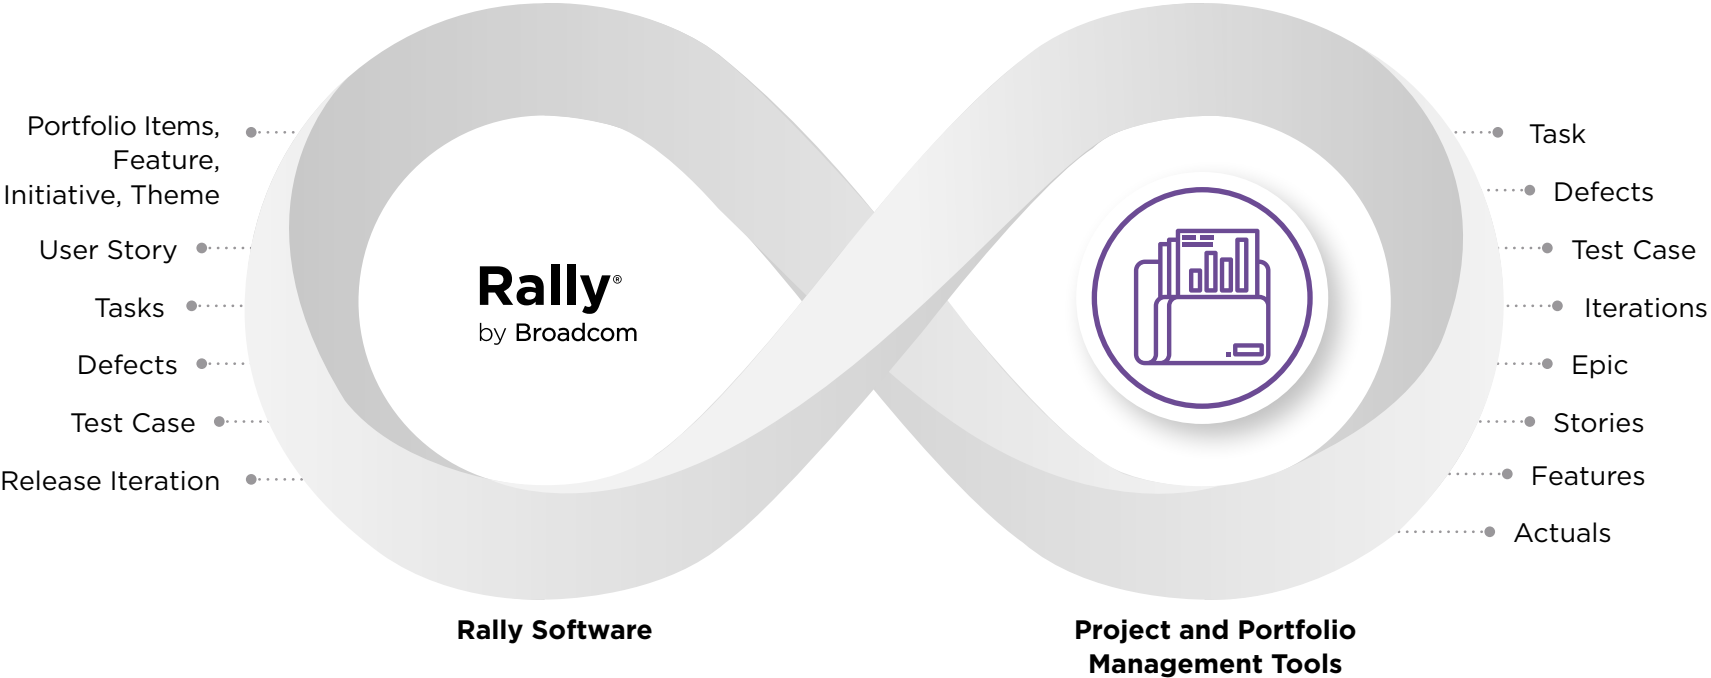 Portfolio Items,
Feature,
Initiative, Theme
User Story
Tasks
Defects
Test Case
Release Iteration
Rally®
by Broadcom
Rally Software
Task
Defects
Test Case
Iterations
Epic
Stories
Features
Actuals
Project and Portfolio
Management Tools